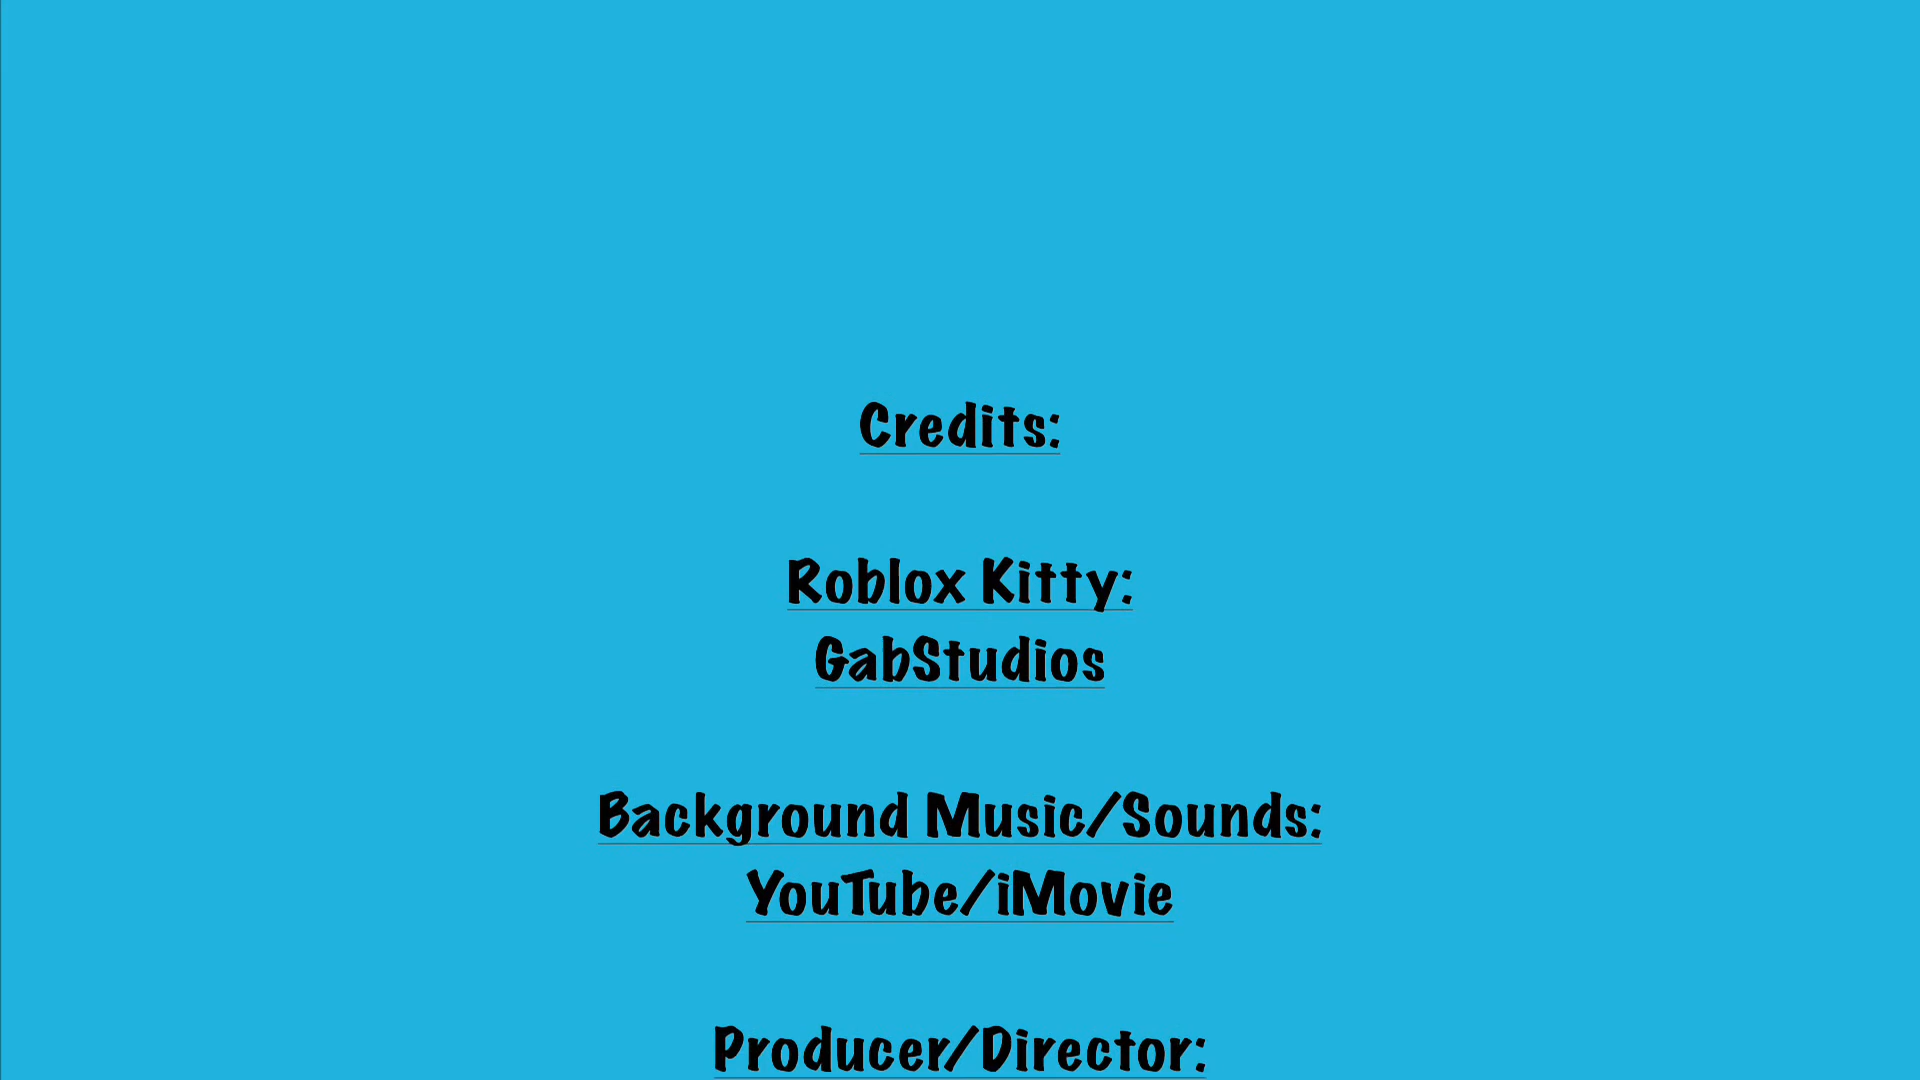 Credits:
Roblox Kitty:
GabStudios
Background Music/Sounds:
YouTube/iMovie
Producer/Director: